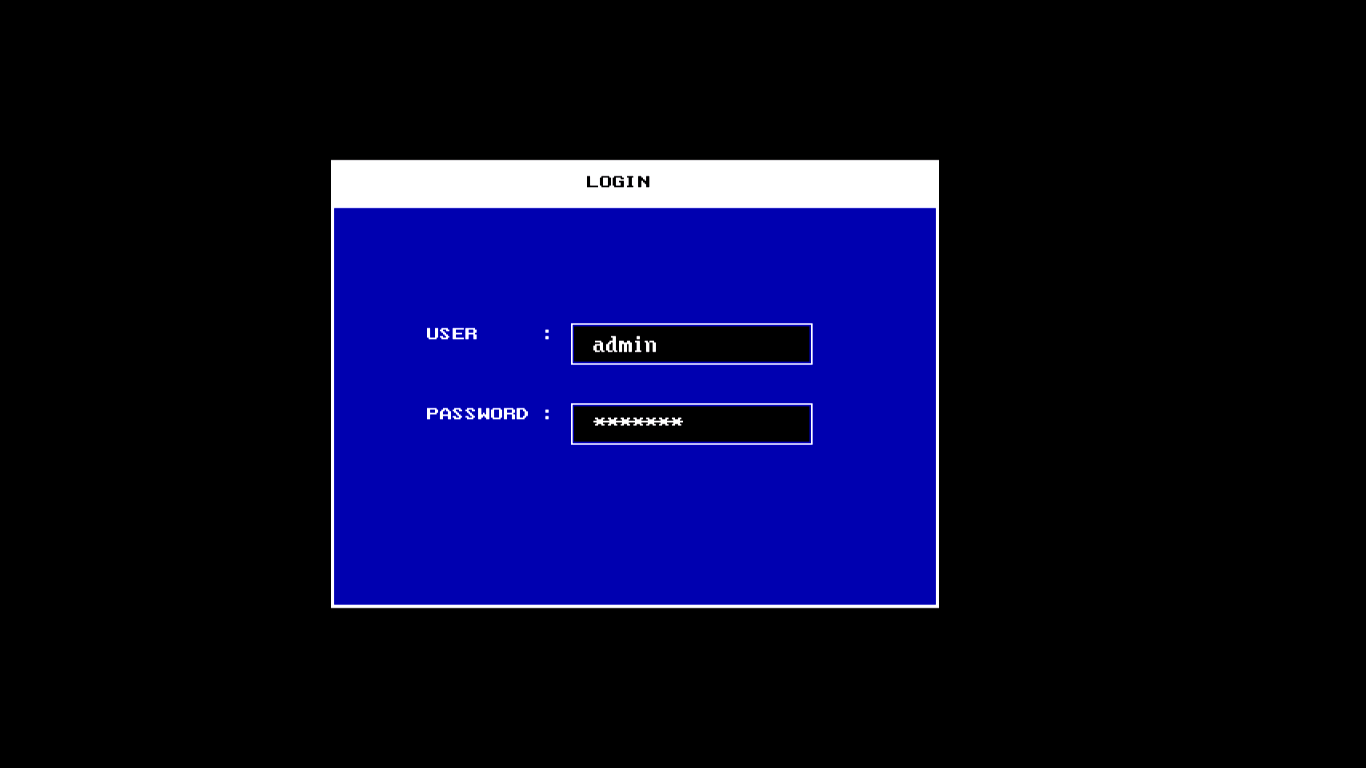 LOGIN
USER : admin
PASSWORD : *******